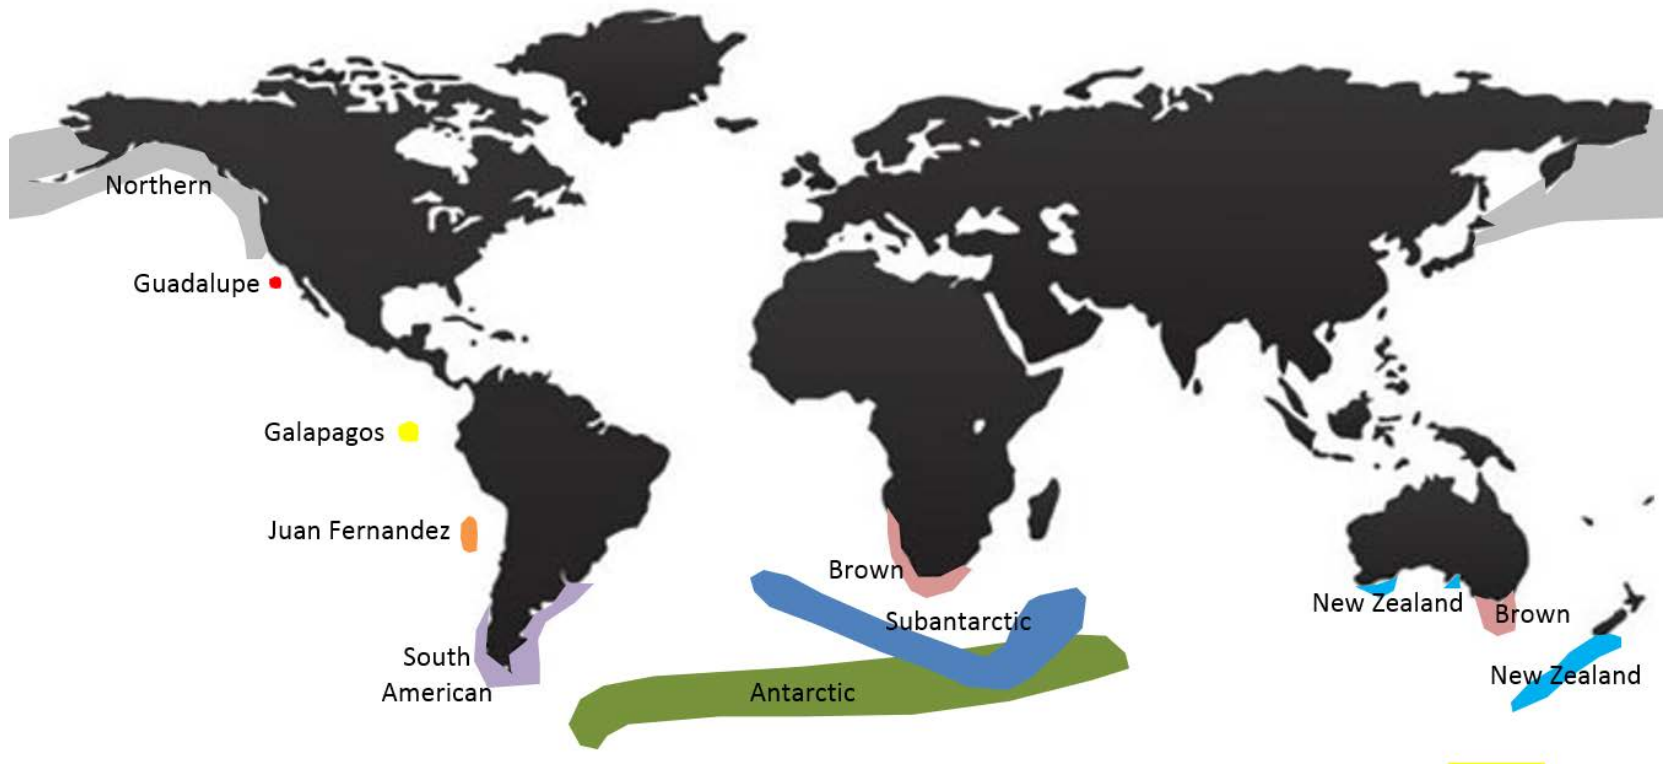 Northern
Guadalupe
Galapagos
Juan Fernandez
Brown
New Zealand
Brown
Subantarctic
South
American
Antarctic
New Zealand